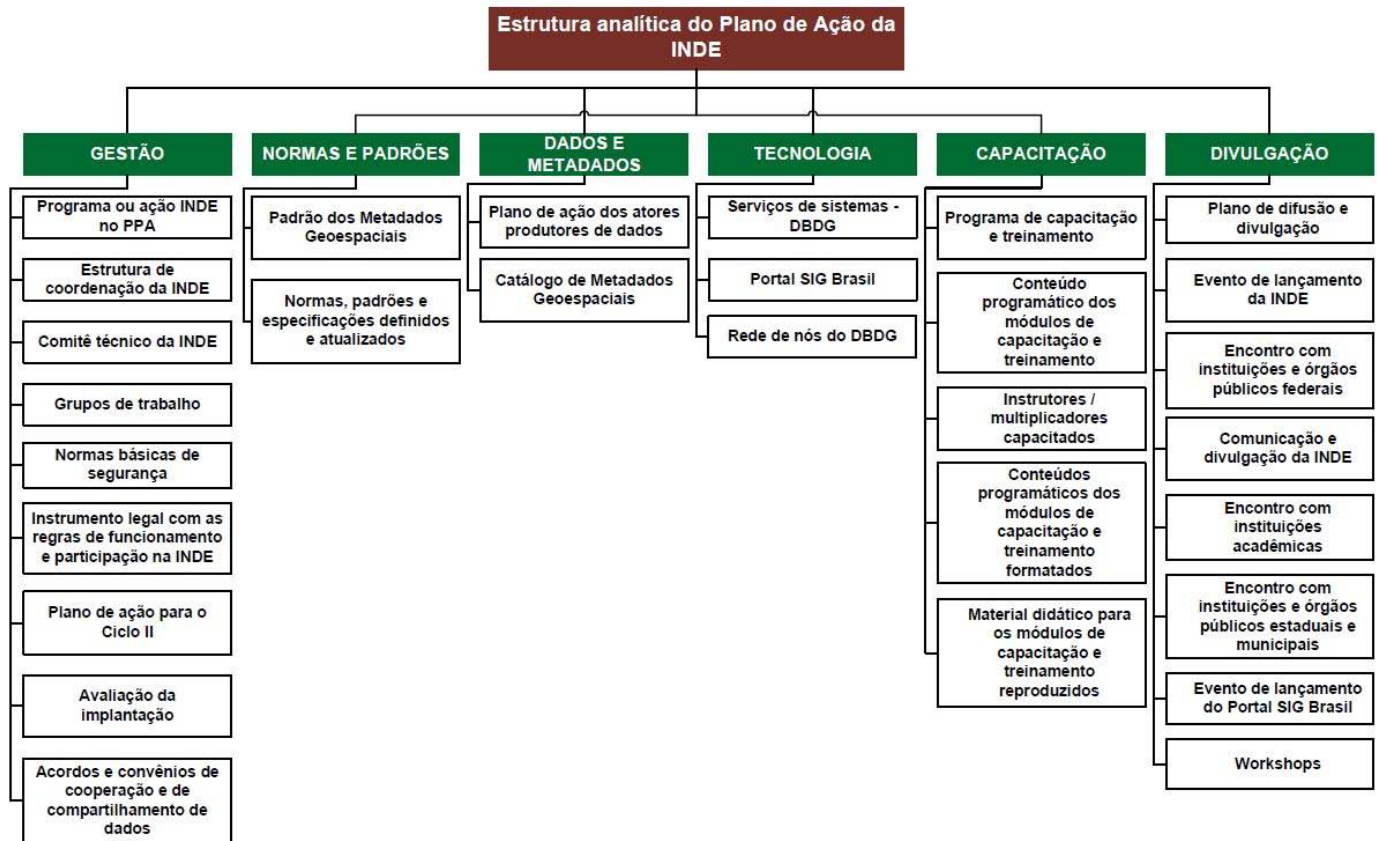 Estrutura analítica do Plano de Ação da
INDE
GESTÃO
Programa ou ação INDE
no PPA
Estrutura de
coordenação da INDE
Comitê técnico da INDE
Grupos de trabalho
Normas básicas de
segurança
Instrumento legal com as
regras de funcionamento
e participação na INDE
Plano de ação para o
Ciclo II
Avaliação da
implantação
Acordos e convênios de
cooperação e de
compartilhamento de
dados
NORMAS E PADRÕES
Padrão dos Metadados
Geoespaciais
Normas, padrões e
especificações definidos
e atualizados
DADOS E
METADADOS
Plano de ação dos atores
produtores de dados
Catálogo de Metadados
Geoespaciais
TECNOLOGIA
Serviços de sistemas -
DBDG
Portal SIG Brasil
Rede de nós do DBDG
CAPACITAÇÃO
Programa de capacitação
e treinamento
Conteúdo
programático dos
módulos de
capacitação e
treinamento
Instrutores /
multiplicadores
capacitados
Conteúdos
programáticos dos
módulos de
capacitação e
treinamento
formatados
Material didático para
os módulos de
capacitação e
treinamento
reproduzidos
DIVULGAÇÃO
Plano de difusão e
divulgação
Evento de lançamento
da INDE
Encontro com
instituições e órgãos
públicos federais
Comunicação e
divulgação da INDE
Encontro com
instituições
acadêmicas
Encontro com
instituições e órgãos
públicos estaduais e
municipais
Evento de lançamento
do Portal SIG Brasil
Workshops